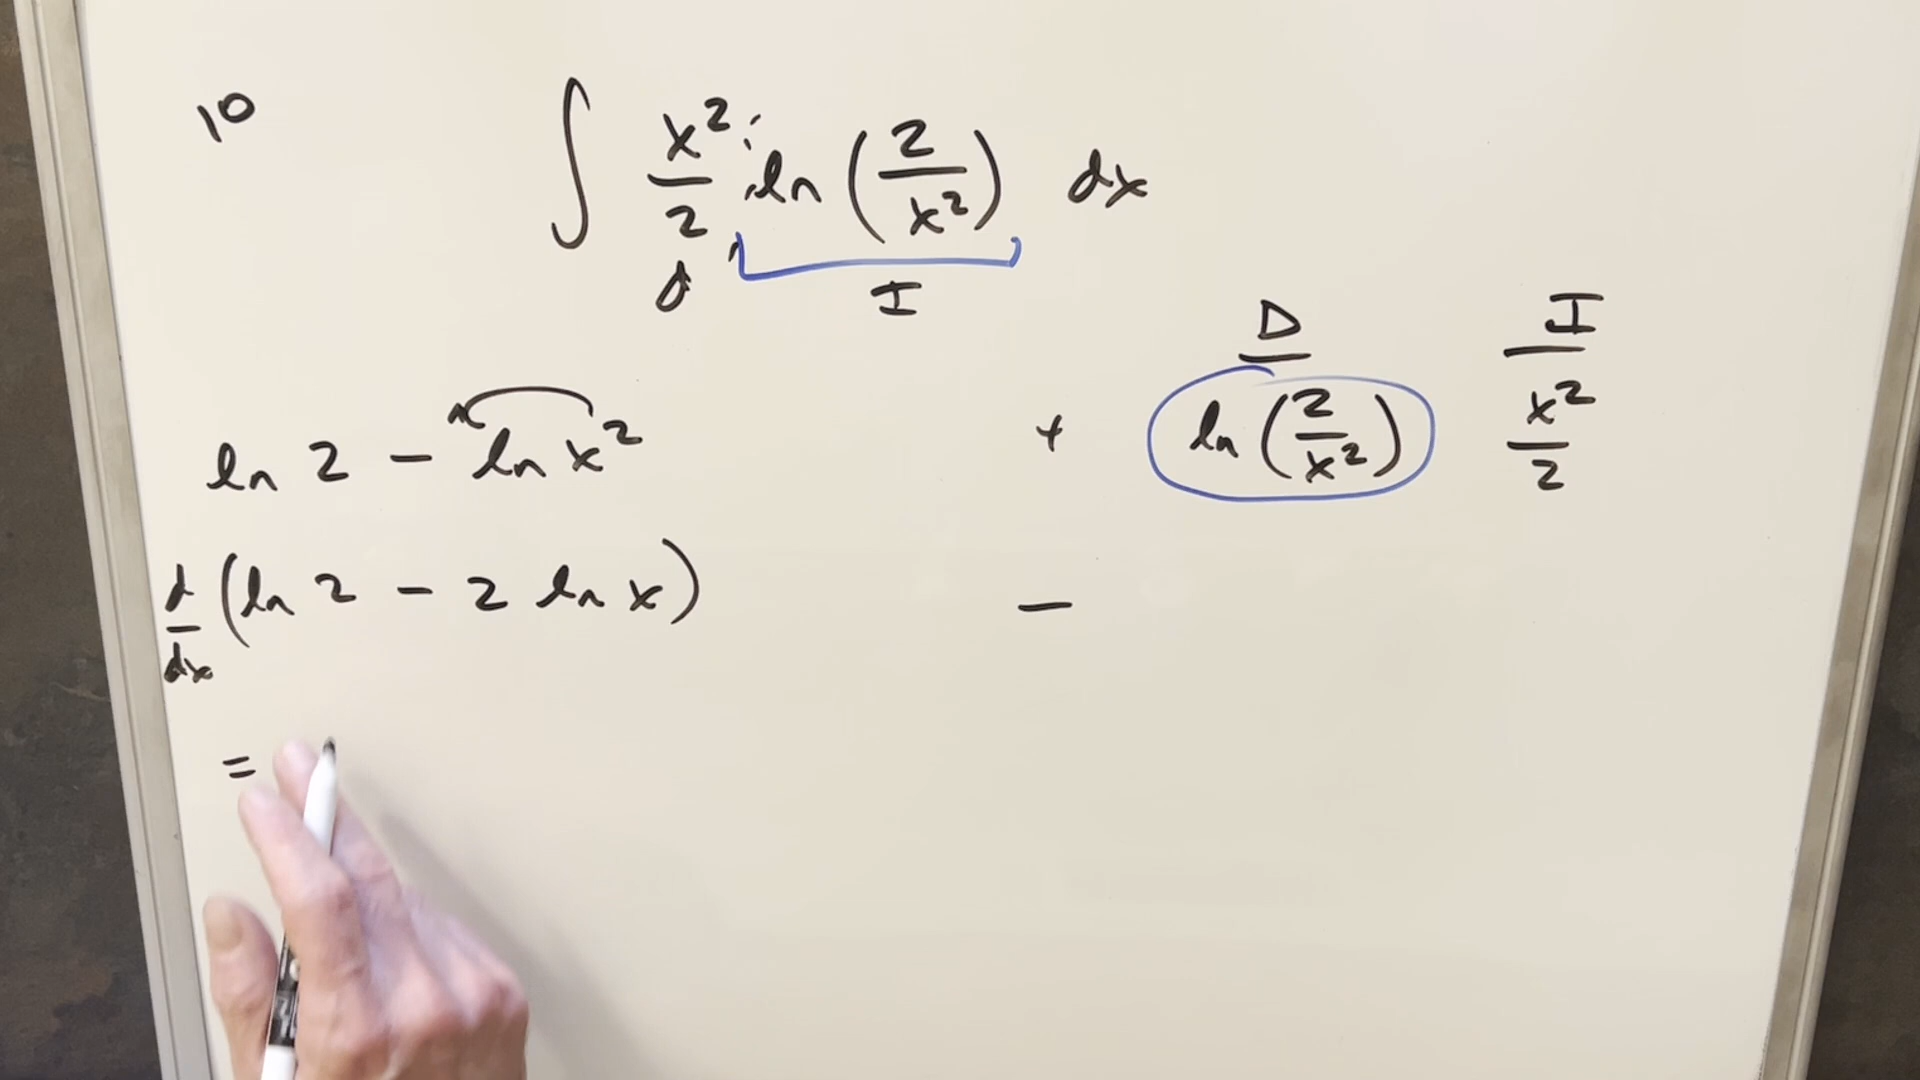 10
∫ x²/2 · ln (2/x²) dx
d I
D I
ln 2 - ln x² + ln (2/x²) x²/2
d/dx (ln 2 - 2 ln x) -
=